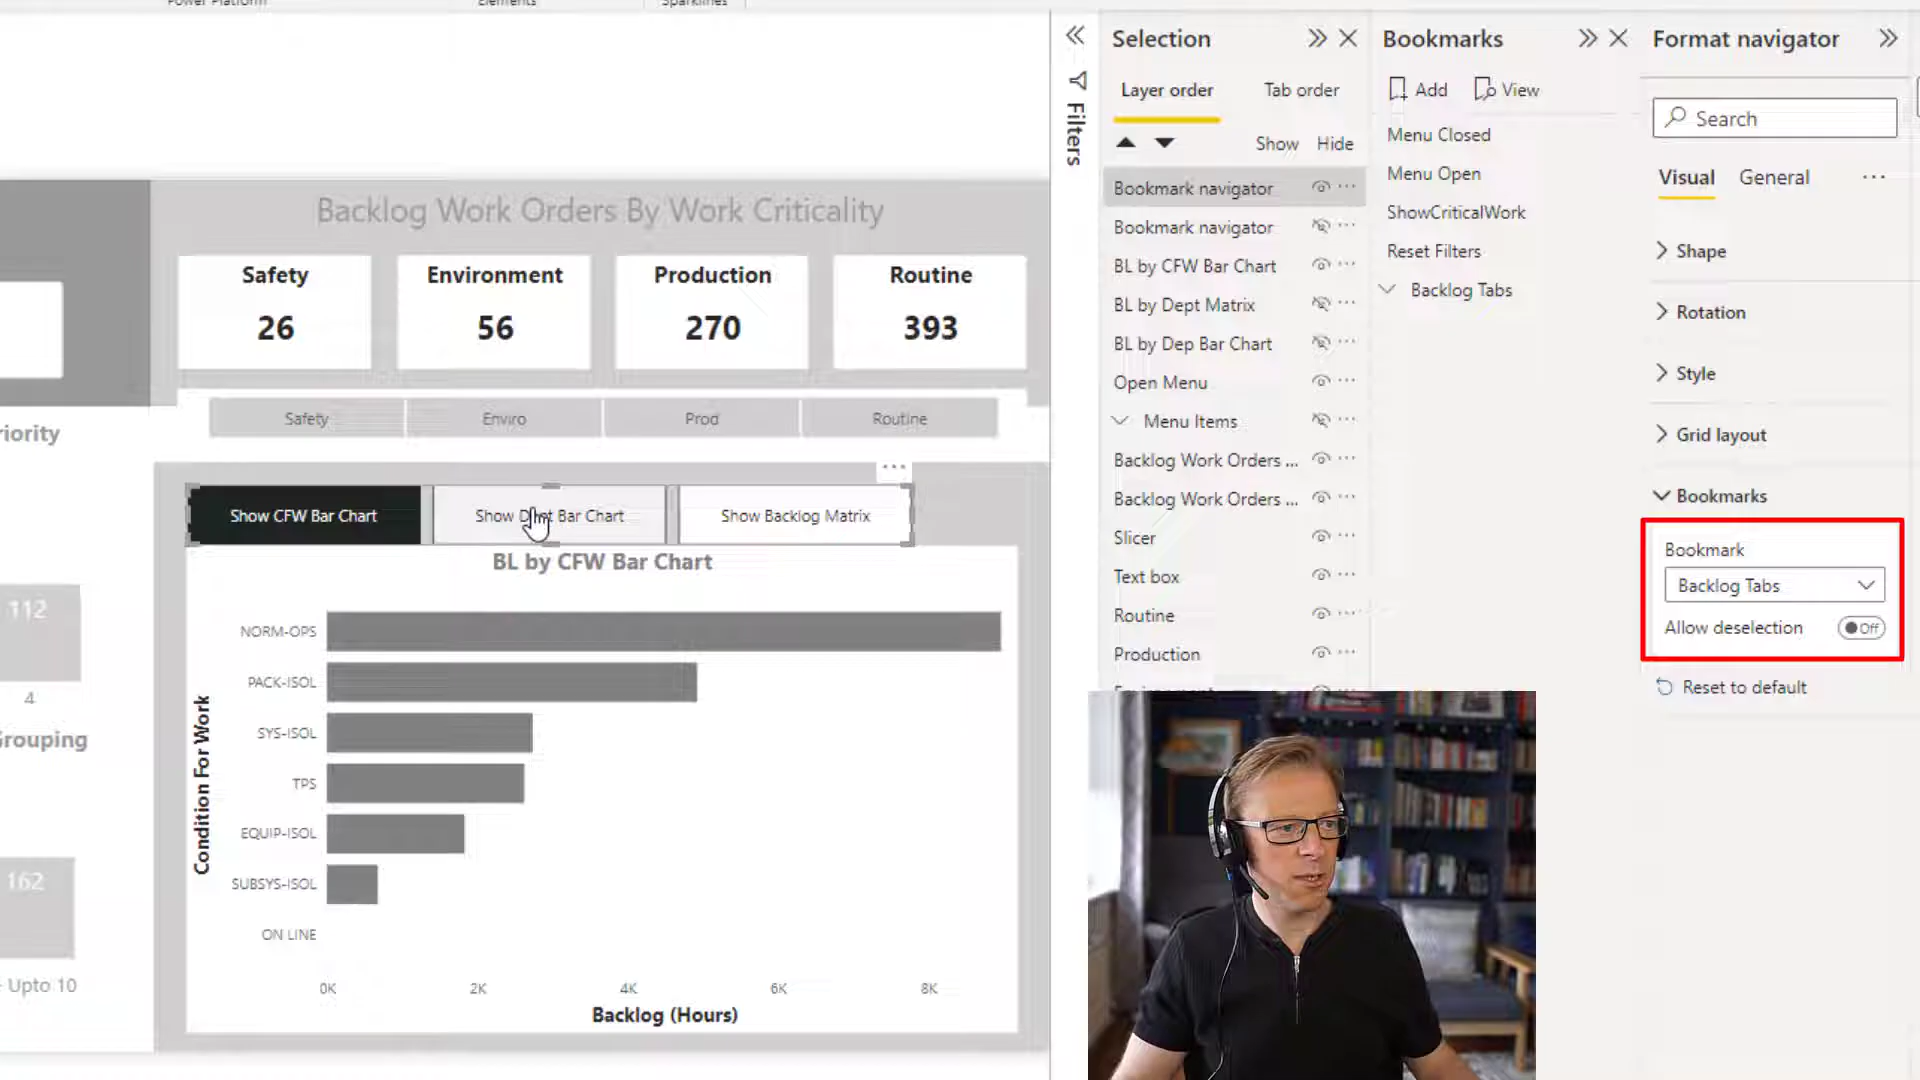 Power Platform
Elements
Sparklines
Backlog Work Orders By Work Criticality
Safety
26
Environment
56
Production
270
Routine
393
Safety
Enviro
Prod
Routine
riority
112
4
Grouping
162
Upto 10
Show CFW Bar Chart
Show Dept Bar Chart
Show Backlog Matrix
BL by CFW Bar Chart
Condition For Work
NORM-OPS
PACK-ISOL
SYS-ISOL
TPS
EQUIP-ISOL
SUBSYS-ISOL
ON LINE
0K
2K
4K
6K
8K
Backlog (Hours)
Filters
Selection
Layer order
Tab order
Show
Hide
Bookmark navigator
Bookmark navigator
BL by CFW Bar Chart
BL by Dept Matrix
BL by Dep Bar Chart
Open Menu
Menu Items
Backlog Work Orders ...
Backlog Work Orders ...
Slicer
Text box
Routine
Production
Bookmarks
Add
View
Menu Closed
Menu Open
ShowCriticalWork
Reset Filters
Backlog Tabs
Format navigator
Search
Visual
General
Shape
Rotation
Style
Grid layout
Bookmarks
Bookmark
Backlog Tabs
Allow deselection
Off
Reset to default